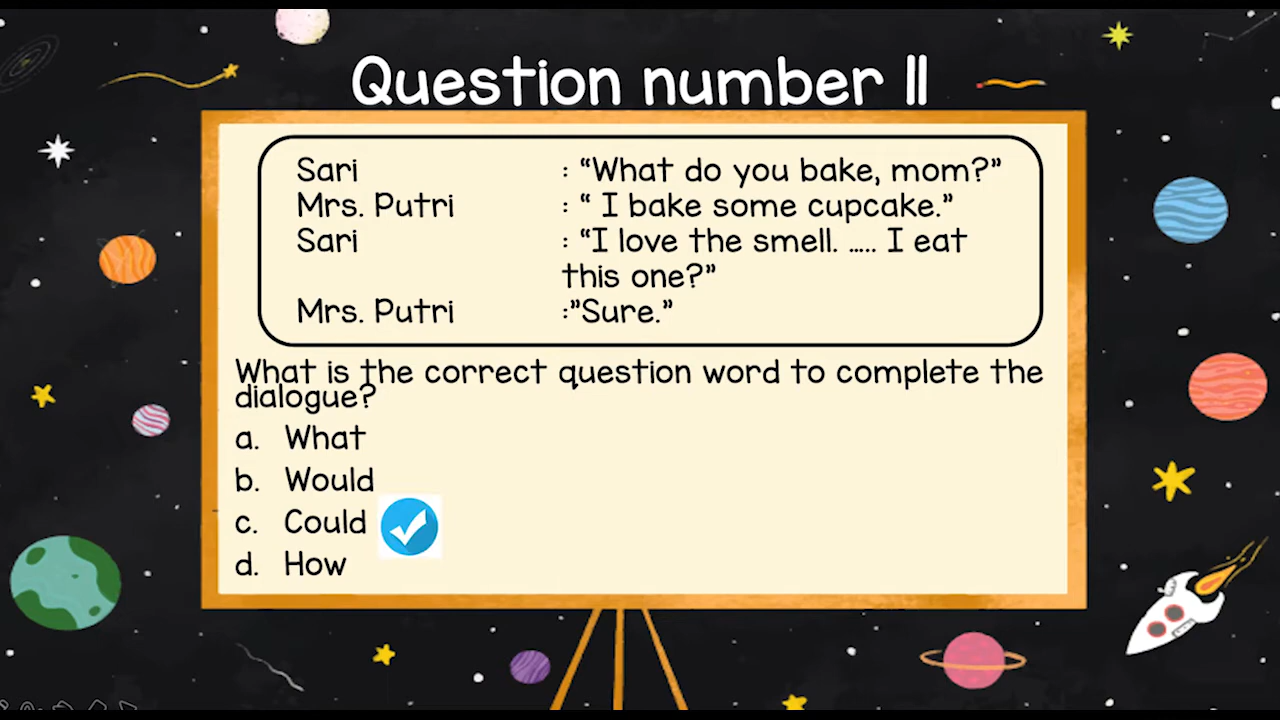 Question number 11
Sari : “What do you bake, mom?”
Mrs. Putri : “ I bake some cupcake.”
Sari : “I love the smell. ..... I eat
this one?”
Mrs. Putri :”Sure.”
What is the correct question word to complete the
dialogue?
a. What
b. Would
c. Could
d. How